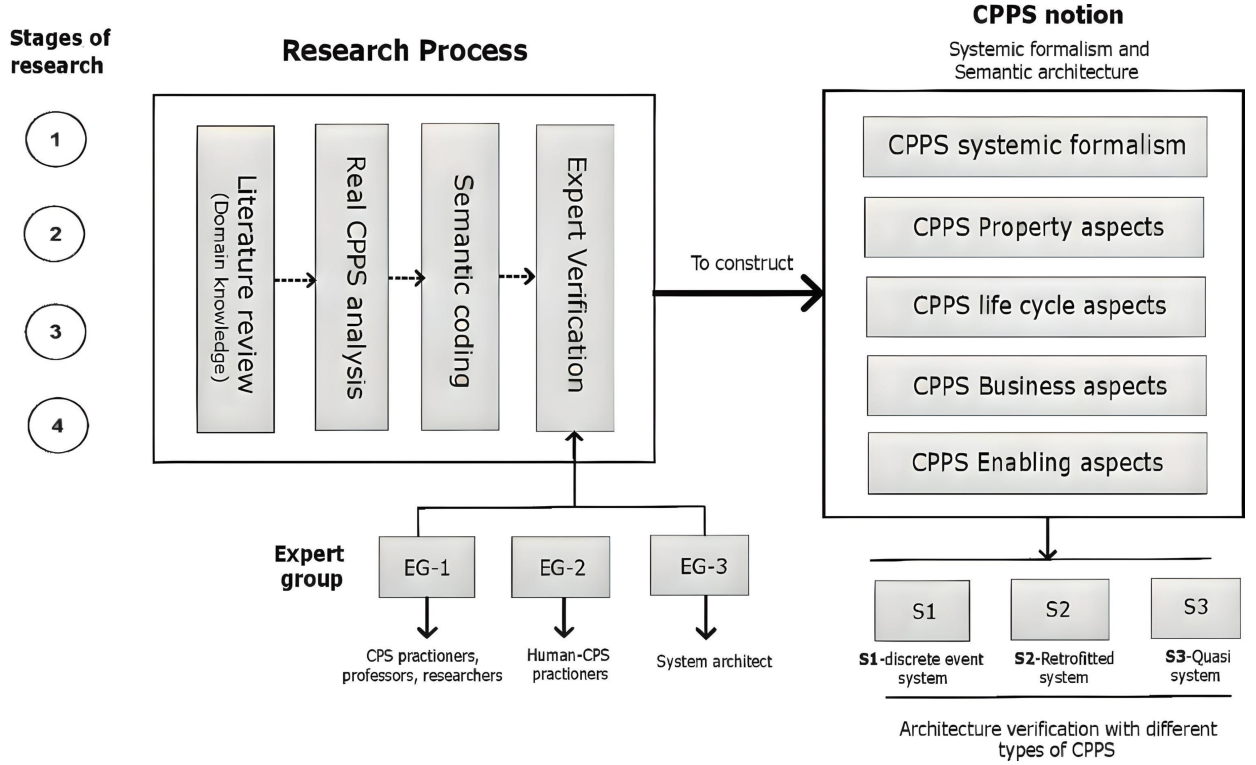 Stages of
research
1
2
3
4
Research Process
Literature review
(Domain knowledge)
Real CPPS analysis
Semantic coding
Expert Verification
To construct
CPPS notion
Systemic formalism and
Semantic architecture
CPPS systemic formalism
CPPS Property aspects
CPPS life cycle aspects
CPPS Business aspects
CPPS Enabling aspects
Expert
group
EG-1
EG-2
EG-3
CPS practioners,
professors, researchers
Human-CPS
practioners
System architect
S1
S2
S3
S1-discrete event
system
S2-Retrofitted
system
S3-Quasi
system
Architecture verification with different
types of CPPS